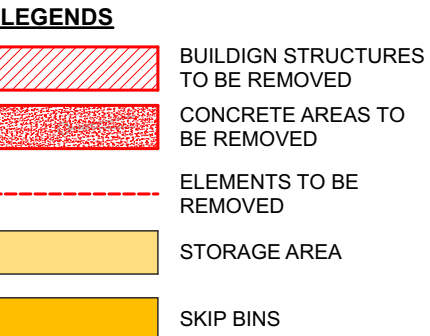 LEGENDS
BUILDIGN STRUCTURES
TO BE REMOVED
CONCRETE AREAS TO
BE REMOVED
ELEMENTS TO BE
REMOVED
STORAGE AREA
SKIP BINS